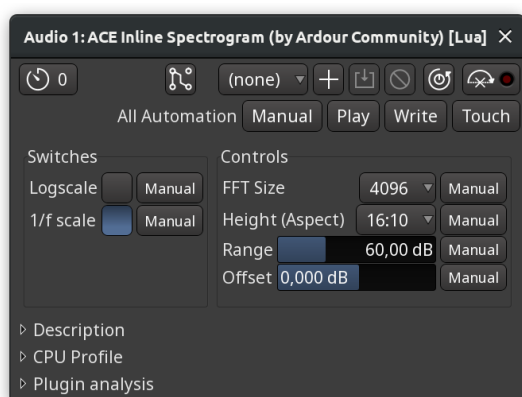 Audio 1: ACE Inline Spectrogram (by Ardour Community) [Lua]
0
(none)
All Automation Manual Play Write Touch
Switches
Logscale Manual
1/f scale Manual
Controls
FFT Size 4096 Manual
Height (Aspect) 16:10 Manual
Range 60,00 dB Manual
Offset 0,000 dB Manual
Description
CPU Profile
Plugin analysis